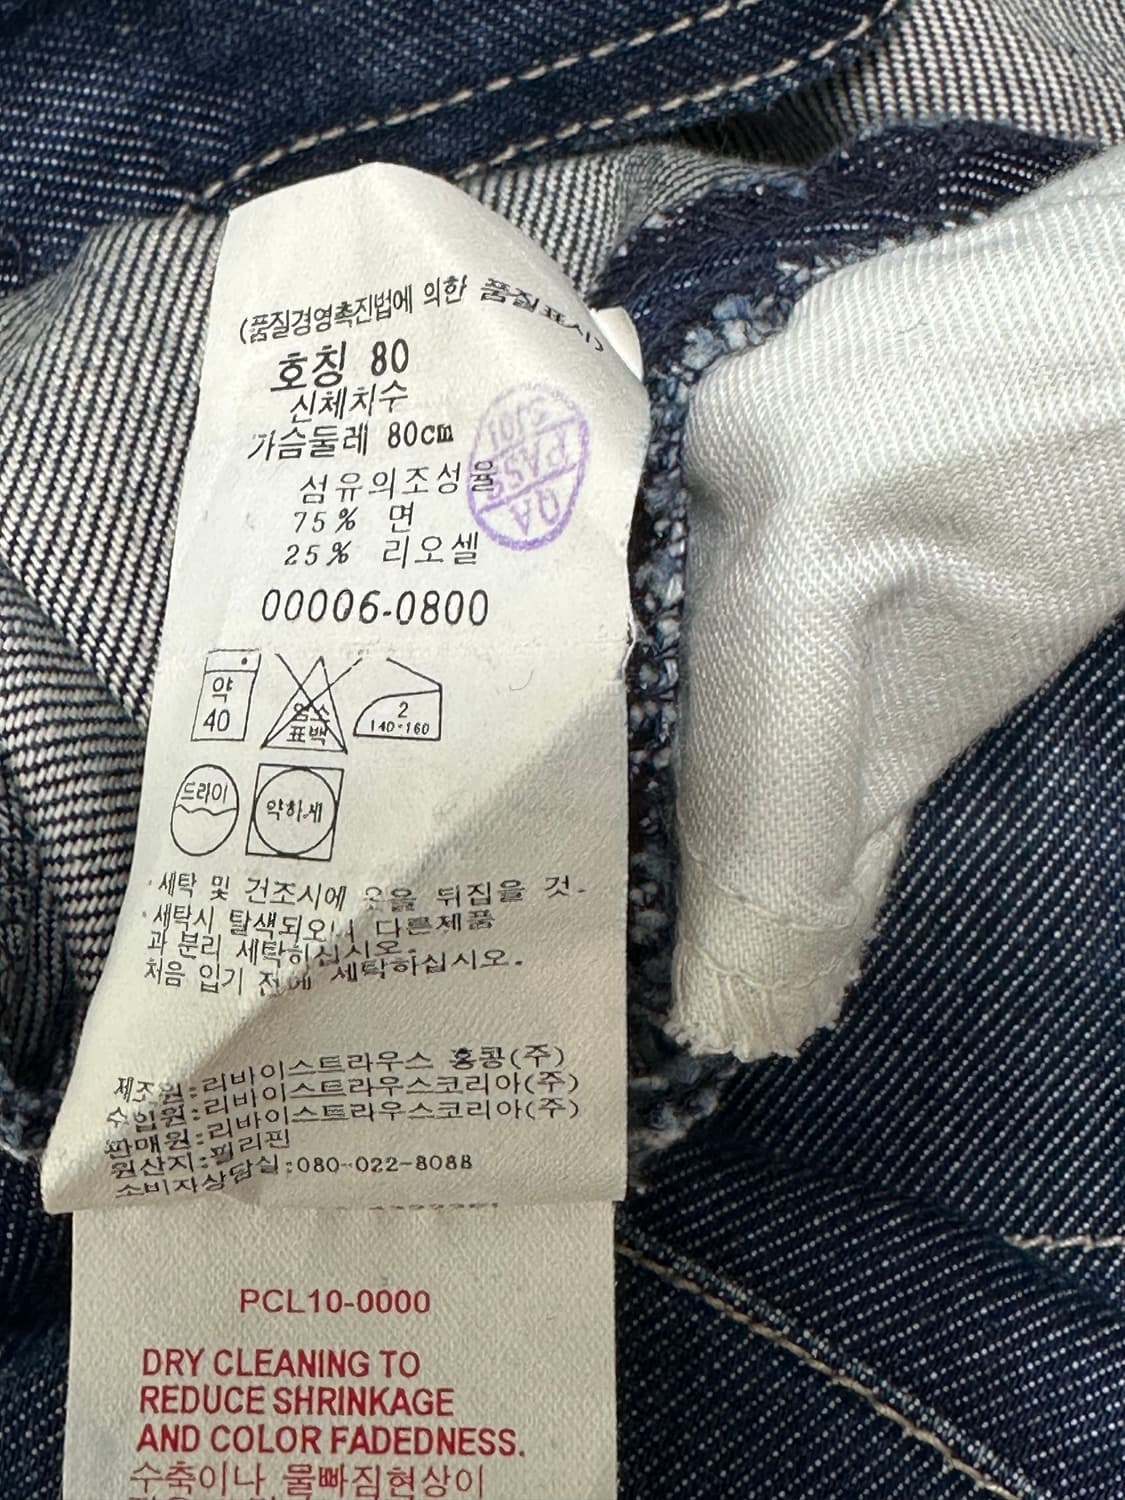 (품질경영촉진법에 의한 품질표시)
호칭 80
신체치수
가슴둘레 80cm
섬유의조성율
75% 면
25% 리오셀
QA
PASS
00006-0800
약
40
염소
표백
2
140-160
드라이
약하게
·세탁 및 건조시에 옷을 뒤집을 것.
·세탁시 탈색되오니 다른제품
과 분리 세탁하십시오.
처음 입기 전에 세탁하십시오.
제조원:리바이스트라우스 홍콩(주)
수입원:리바이스트라우스코리아(주)
판매원:리바이스트라우스코리아(주)
원산지:필리핀
소비자상담실:080-022-8088
PCL10-0000
DRY CLEANING TO
REDUCE SHRINKAGE
AND COLOR FADEDNESS.
수축이나 물빠짐현상이